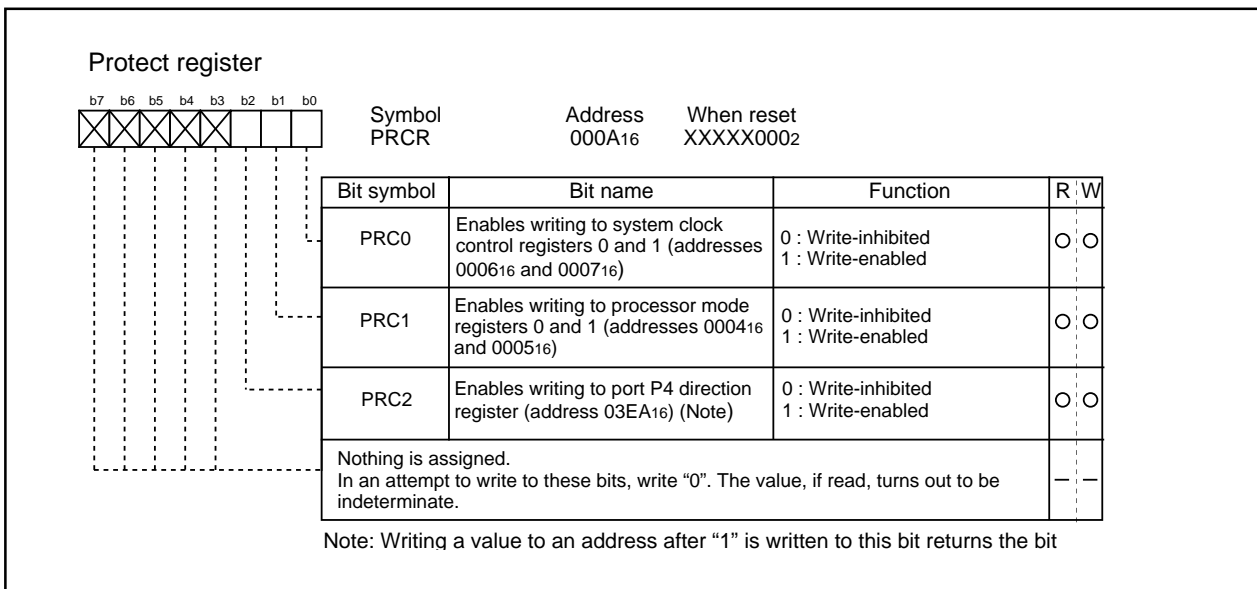 Protect register
b7 b6 b5 b4 b3 b2 b1 b0
Symbol Address When reset
PRCR 000A16 XXXXX0002
Bit symbol Bit name Function R W
PRC0
Enables writing to system clock
control registers 0 and 1 (addresses
000616 and 000716)
0 : Write-inhibited
1 : Write-enabled
PRC1
Enables writing to processor mode
registers 0 and 1 (addresses 000416
and 000516)
0 : Write-inhibited
1 : Write-enabled
PRC2
Enables writing to port P4 direction
register (address 03EA16) (Note)
0 : Write-inhibited
1 : Write-enabled
Nothing is assigned.
In an attempt to write to these bits, write “0”. The value, if read, turns out to be
indeterminate.
Note: Writing a value to an address after “1” is written to this bit returns the bit